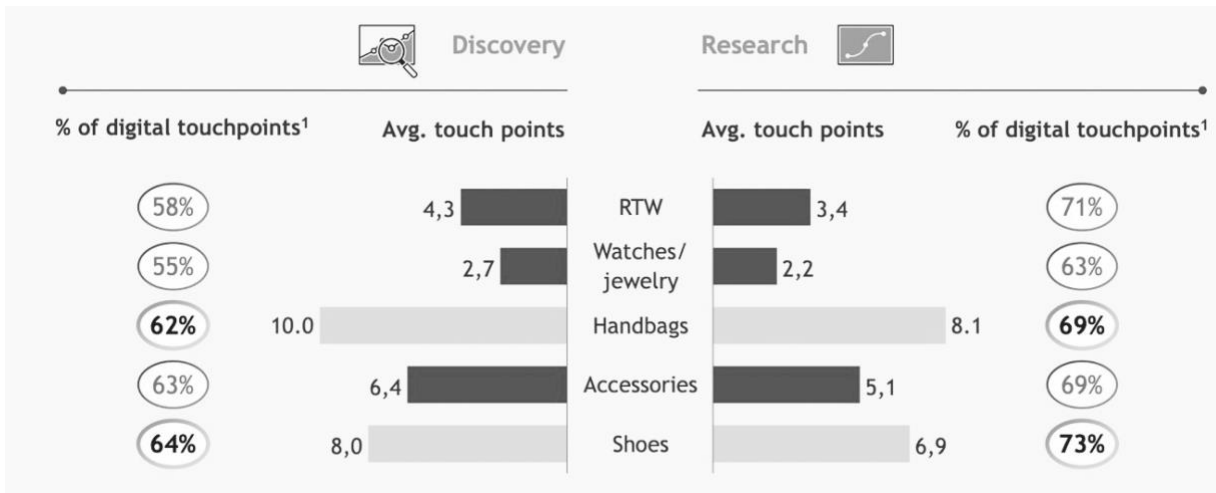 Discovery Research
% of digital touchpoints¹ Avg. touch points Avg. touch points % of digital touchpoints¹
58% 4,3 RTW 3,4 71%
55% 2,7 Watches/
jewelry 2,2 63%
62% 10.0 Handbags 8.1 69%
63% 6,4 Accessories 5,1 69%
64% 8,0 Shoes 6,9 73%